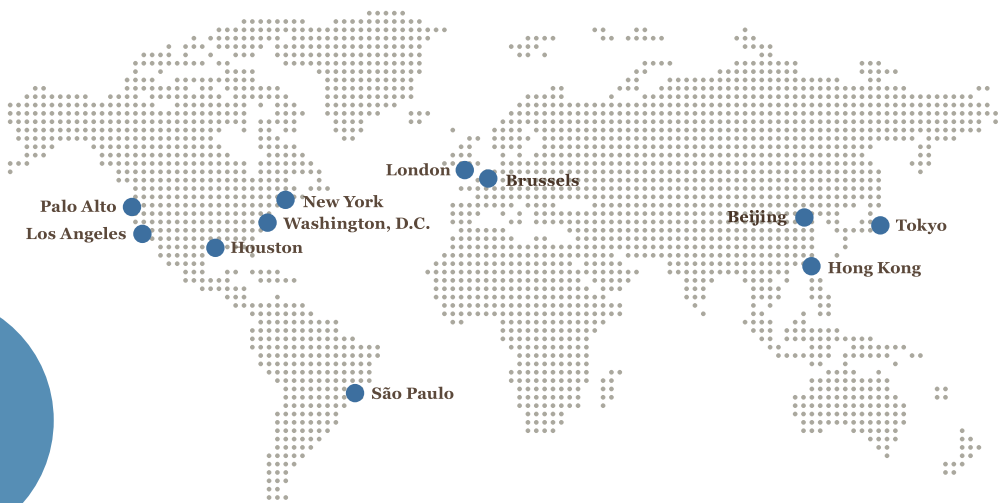 London
Brussels
New York
Palo Alto
Beijing
Washington, D.C.
Tokyo
Los Angeles
Houston
Hong Kong
São Paulo